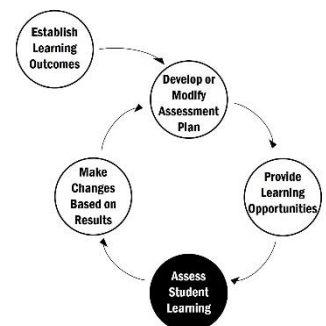 Establish
Learning
Outcomes
Develop or
Modify
Assessment
Plan
Provide
Learning
Opportunities
Assess
Student
Learning
Make
Changes
Based on
Results